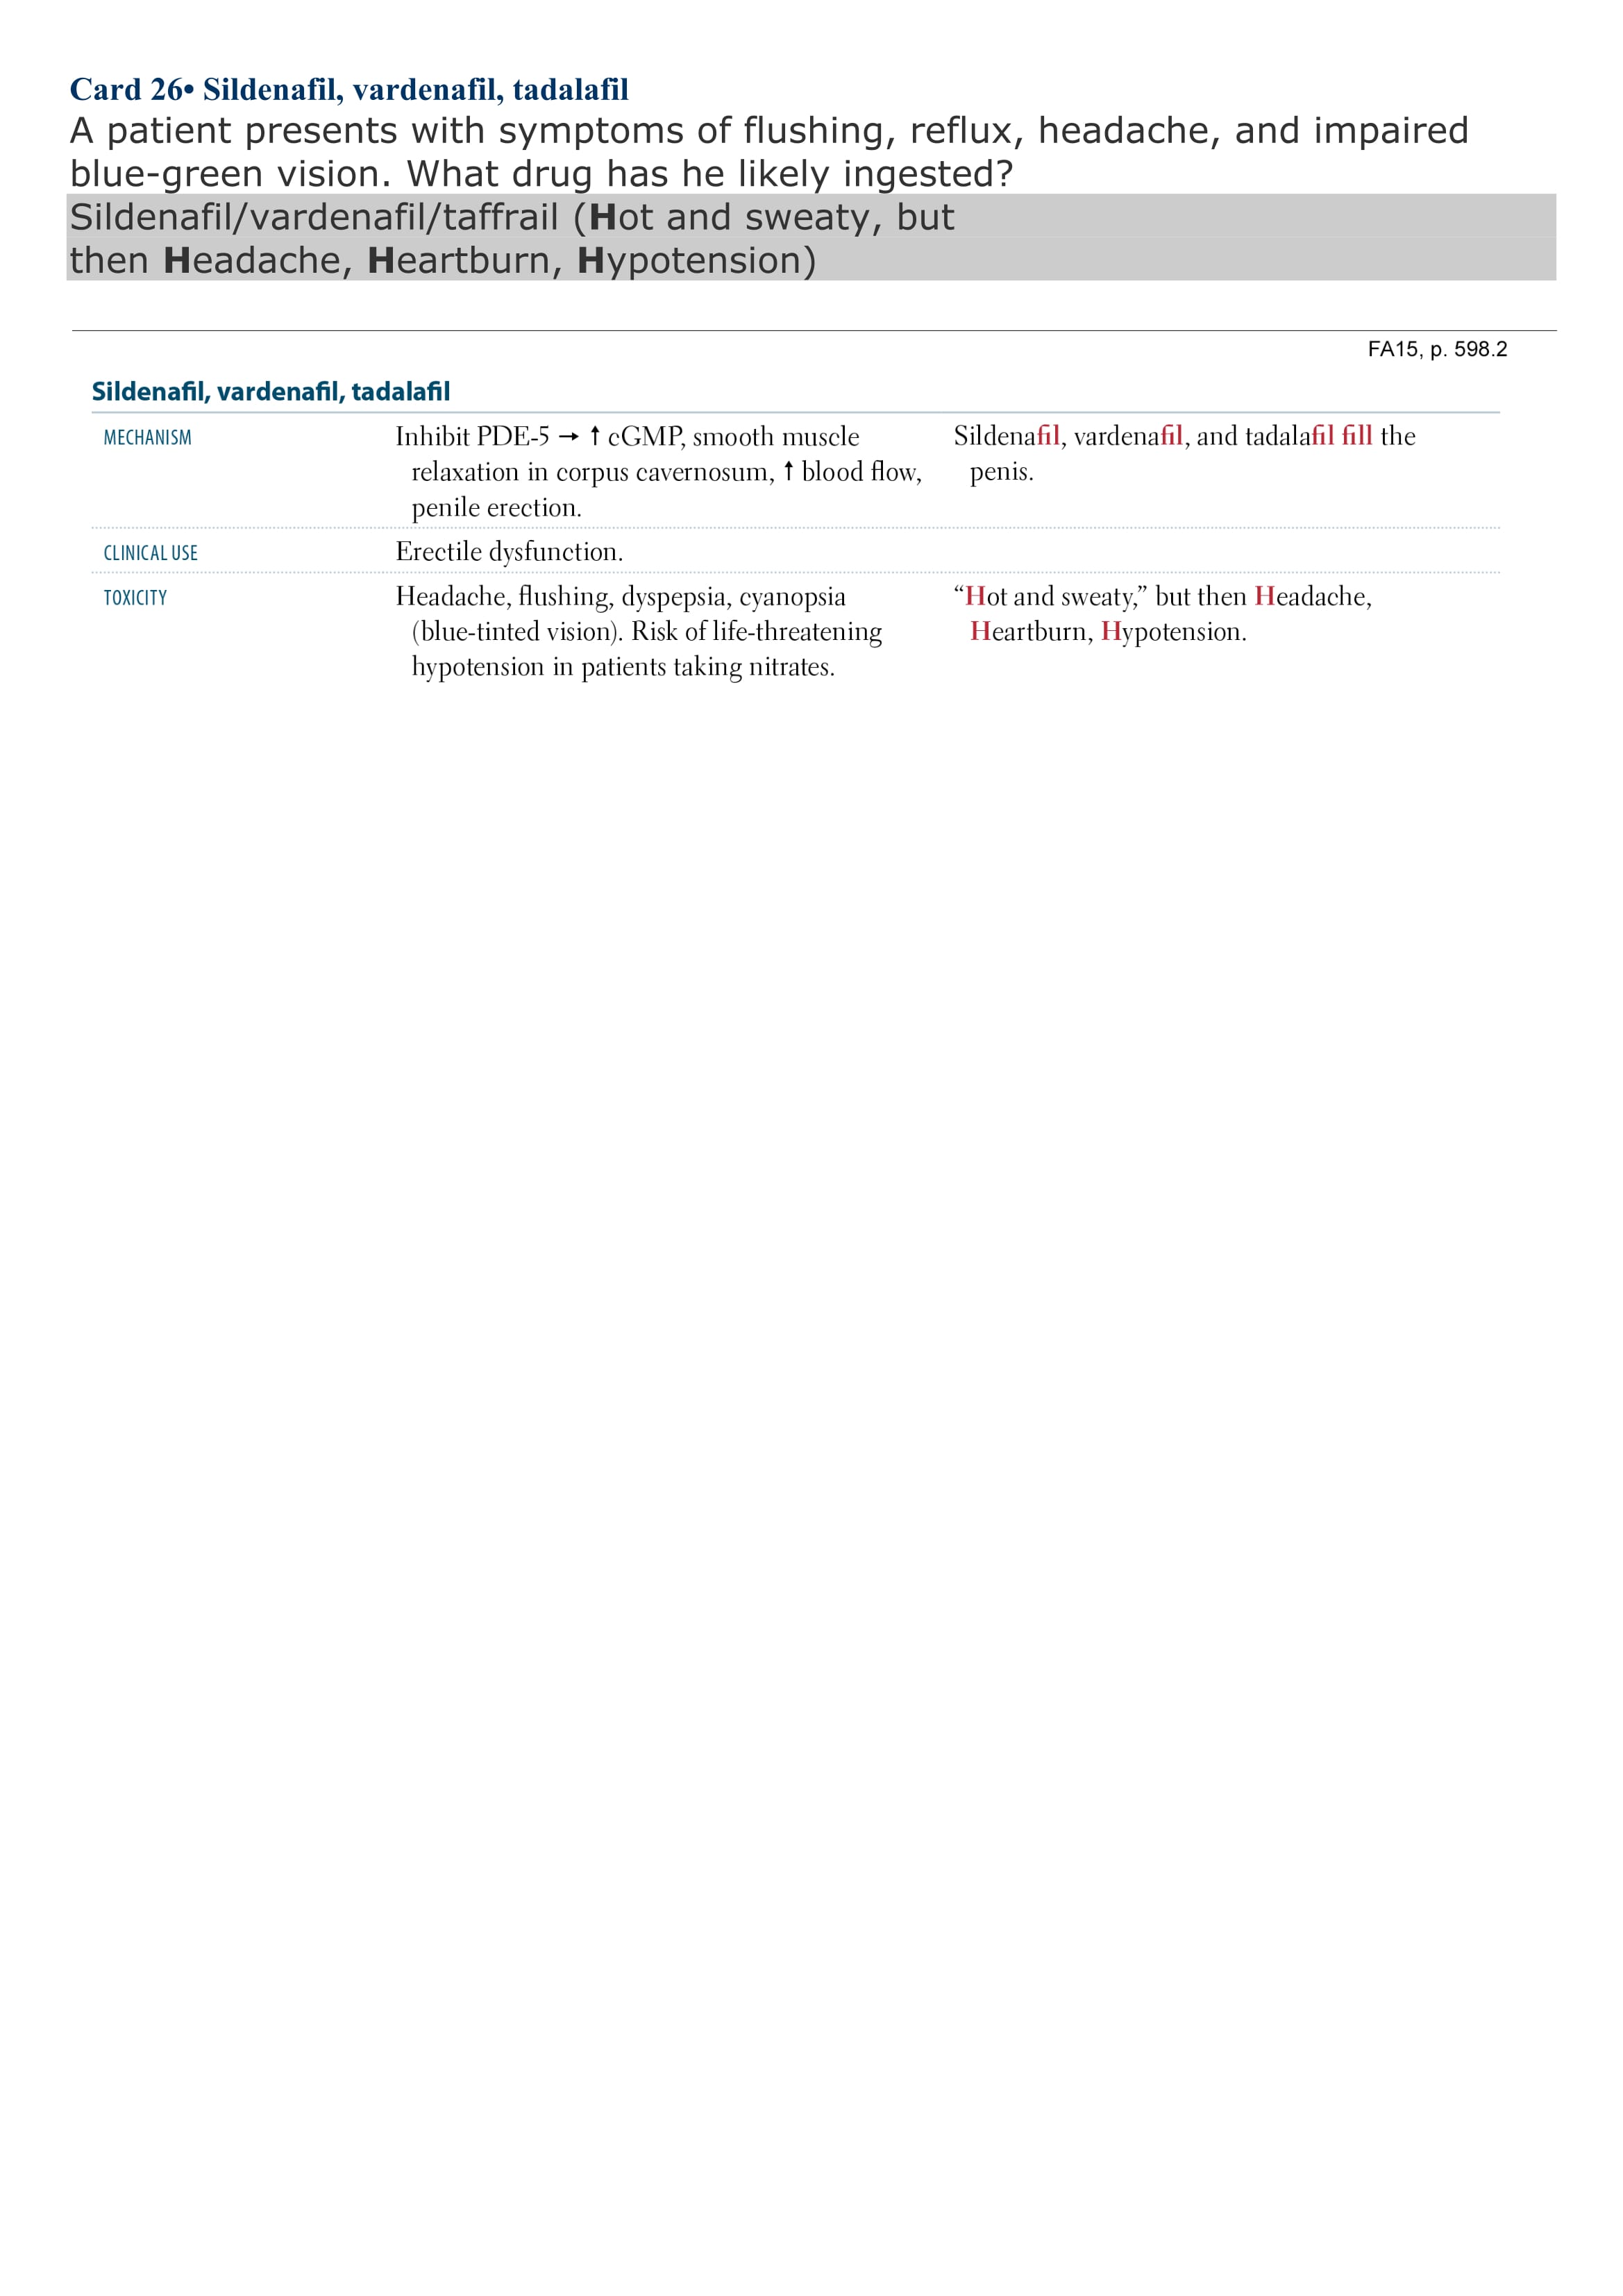 Card 26• Sildenafil, vardenafil, tadalafil
A patient presents with symptoms of flushing, reflux, headache, and impaired
blue-green vision. What drug has he likely ingested?
Sildenafil/vardenafil/taffrail (Hot and sweaty, but
then Headache, Heartburn, Hypotension)
FA15, p. 598.2
Sildenafil, vardenafil, tadalafil
MECHANISM
Inhibit PDE-5 → ↑ cGMP, smooth muscle
relaxation in corpus cavernosum, ↑ blood flow,
penile erection.
Sildenafil, vardenafil, and tadalafil fill the
penis.
CLINICAL USE
Erectile dysfunction.
TOXICITY
Headache, flushing, dyspepsia, cyanopsia
(blue-tinted vision). Risk of life-threatening
hypotension in patients taking nitrates.
“Hot and sweaty,” but then Headache,
Heartburn, Hypotension.